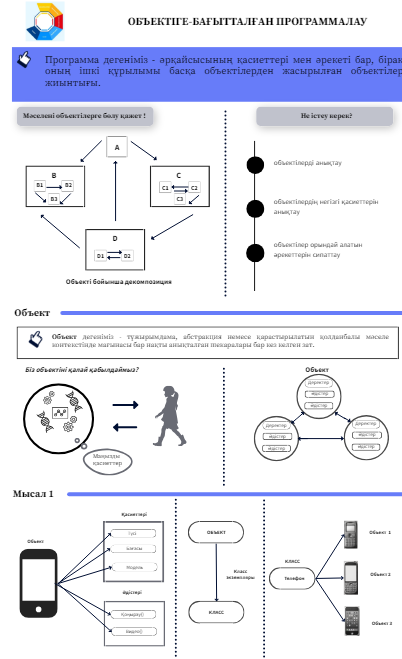 ОБЪЕКТІГЕ-БАҒЫТТАЛҒАН ПРОГРАММАЛАУ
Программа дегеніміз - әрқайсысының қасиеттері мен әрекеті бар, бірақ
оның ішкі құрылымы басқа объектілерден жасырылған объектілер
жиынтығы.
Мәселені объектілерге бөлу қажет !
Не істеу керек?
A
B
B1
B2
B3
C
C1
C2
C3
D
D1
D2
Объекті бойынша декомпозиция
объектілерді анықтау
объектілердің негізгі қасиеттерін
анықтау
объектілер орындай алатын
әрекеттерін сипаттау
Объект
Объект дегеніміз - тұжырымдама, абстракция немесе қарастырылатын қолданбалы мәселе
контекстінде мағынасы бар нақты анықталған шекаралары бар кез келген зат.
Біз объектіні қалай қабылдаймыз?
Маңызды
қасиеттер
Объект
Деректер
Әдістер
Әдістер
Деректер
Әдістер
Әдістер
Деректер
Әдістер
Әдістер
Мысал 1
Объект
Қасиеттері
Түсі
Бағасы
Моделі
Әдістері
Қоңырау()
Бидео()
ОБЪЕКТ
Класс
экземпляры
КЛАСС
КЛАСС
Телефон
Объект 1
Объект 2
Объект 3